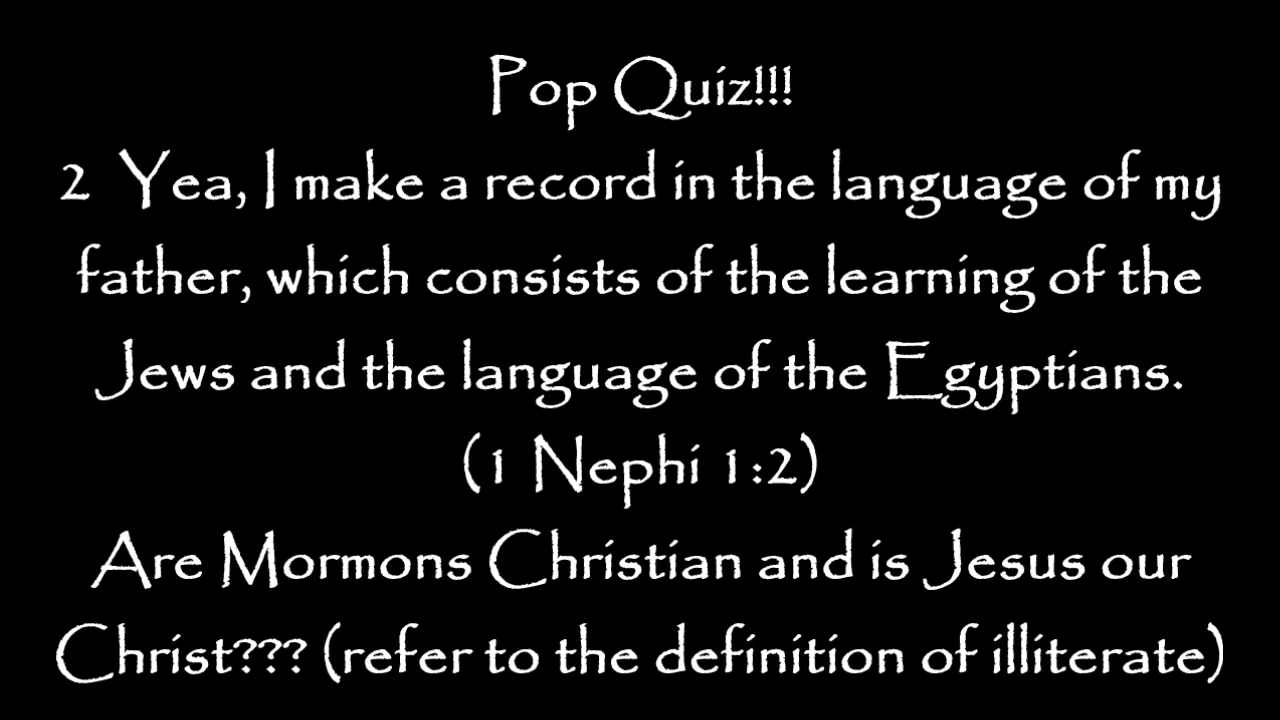 Pop Quiz!!!
2 Yea, I make a record in the language of my
father, which consists of the learning of the
Jews and the language of the Egyptians.
(1 Nephi 1:2)
Are Mormons Christian and is Jesus our
Christ??? (refer to the definition of illiterate)